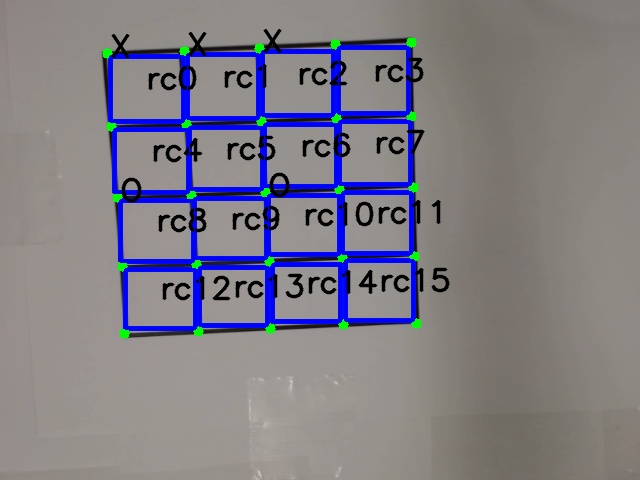 X X X
rc0 rc1 rc2 rc3
rc4 rc5 rc6 rc7
O O
rc8 rc9 rc10 rc11
rc12 rc13 rc14 rc15